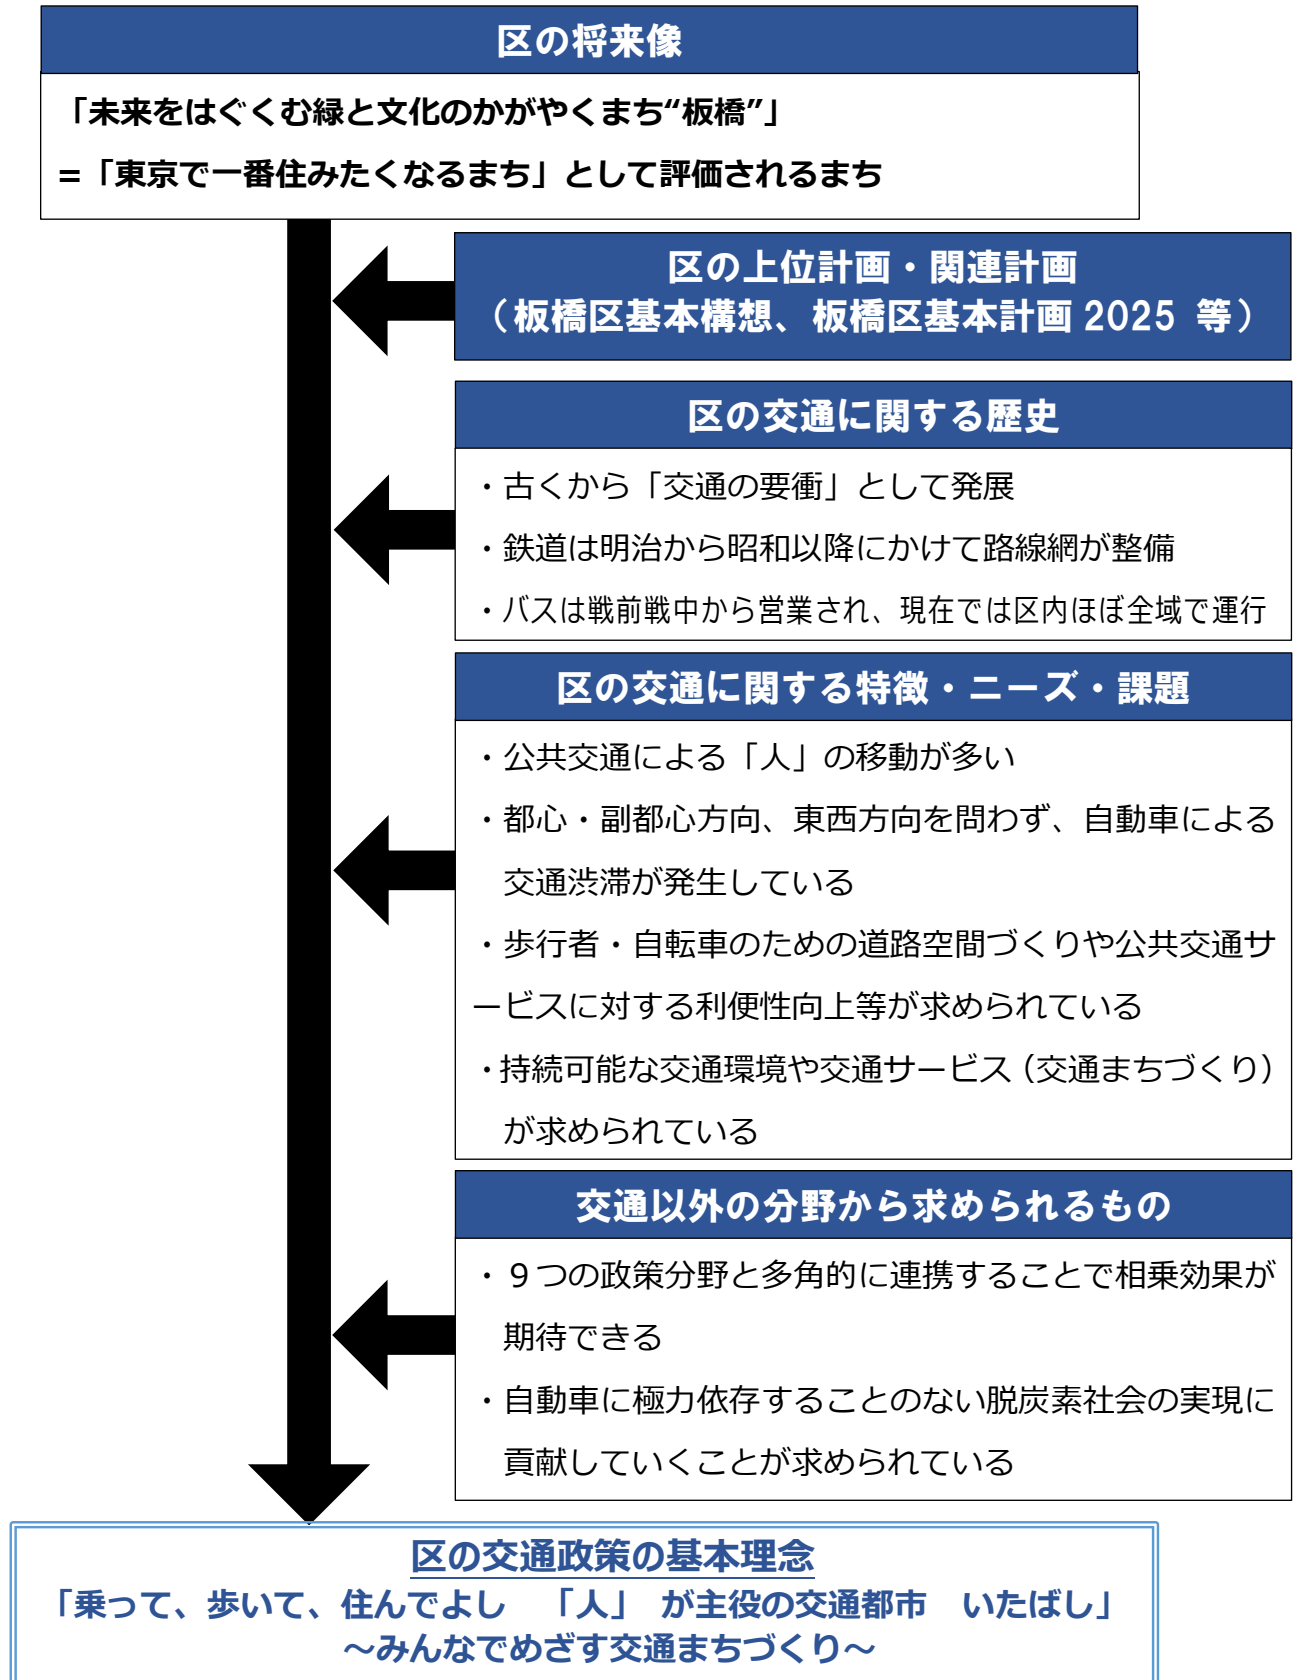 区の将来像
「未来をはぐくむ緑と文化のかがやくまち“板橋”」
=「東京で一番住みたくなるまち」として評価されるまち
区の上位計画・関連計画
（板橋区基本構想、板橋区基本計画 2025 等）
区の交通に関する歴史
・古くから「交通の要衝」として発展
・鉄道は明治から昭和以降にかけて路線網が整備
・バスは戦前戦中から営業され、現在では区内ほぼ全域で運行
区の交通に関する特徴・ニーズ・課題
・公共交通による「人」の移動が多い
・都心・副都心方向、東西方向を問わず、自動車による
交通渋滞が発生している
・歩行者・自転車のための道路空間づくりや公共交通サ
ービスに対する利便性向上等が求められている
・持続可能な交通環境や交通サービス（交通まちづくり）
が求められている
交通以外の分野から求められるもの
・９つの政策分野と多角的に連携することで相乗効果が
期待できる
・自動車に極力依存することのない脱炭素社会の実現に
貢献していくことが求められている
区の交通政策の基本理念
「乗って、歩いて、住んでよし　「人」 が主役の交通都市　いたばし」
～みんなでめざす交通まちづくり～